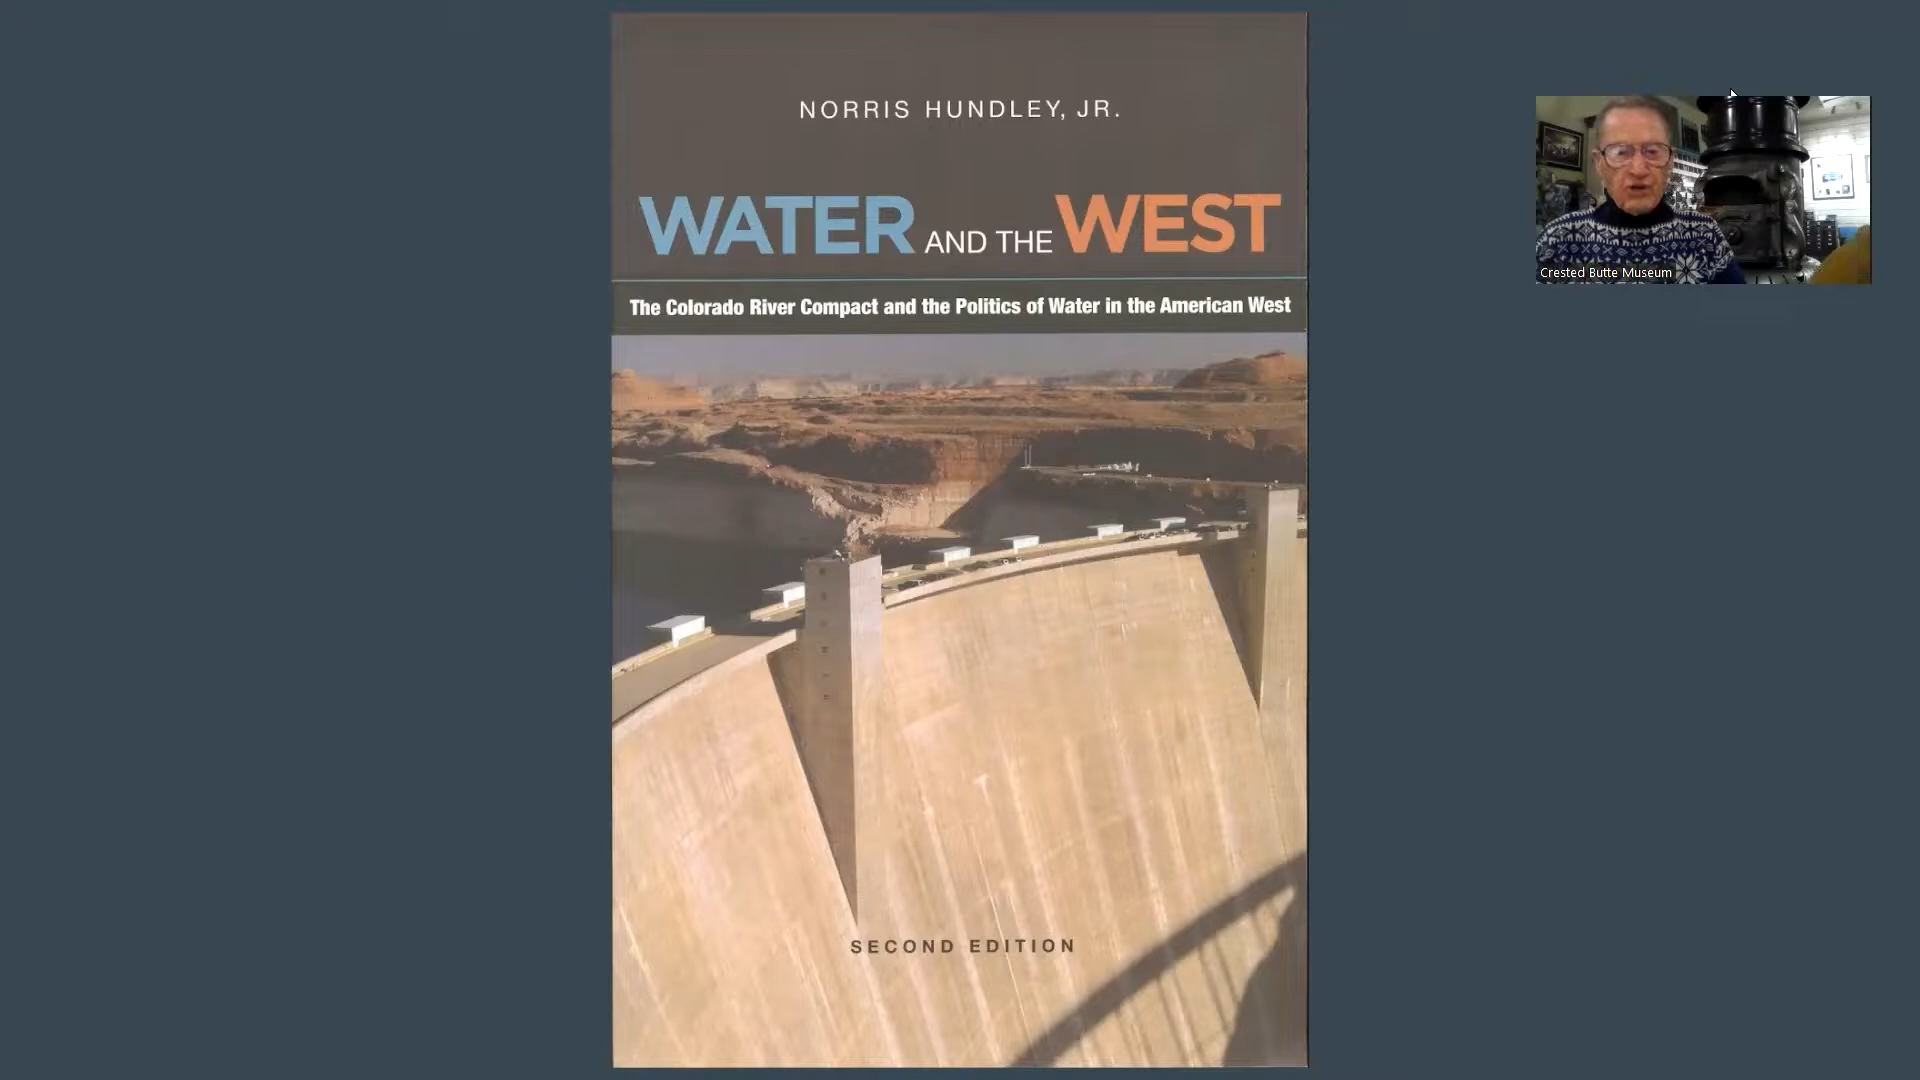 NORRIS HUNDLEY, JR.
WATER AND THE WEST
The Colorado River Compact and the Politics of Water in the American West
SECOND EDITION
Crested Butte Museum